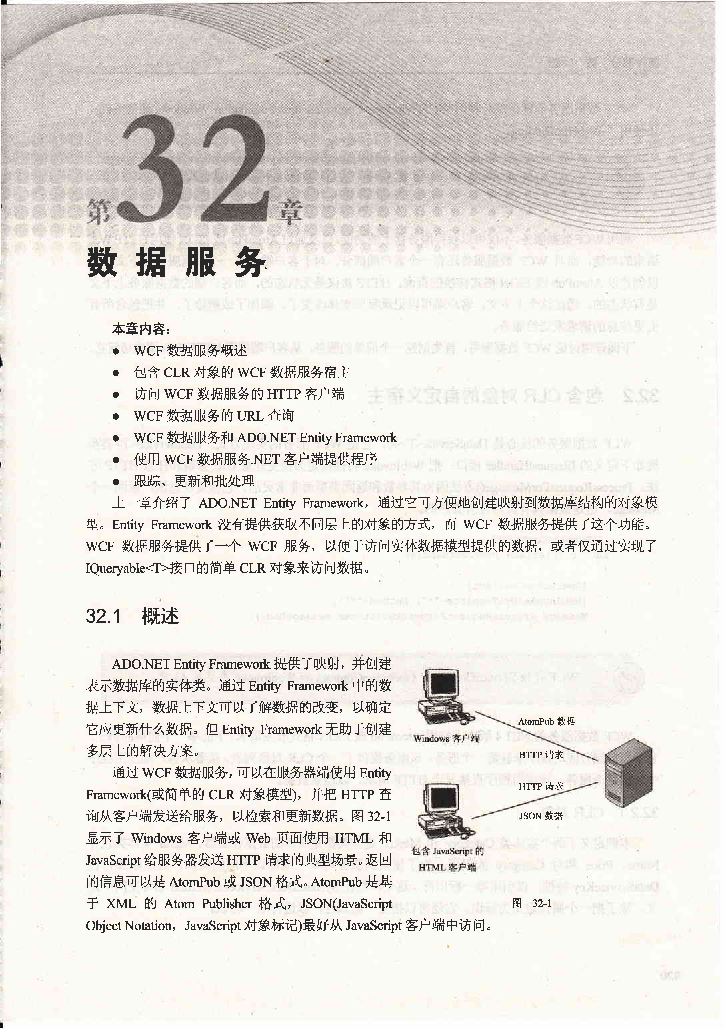 第32章
数据服务
本章内容：
● WCF 数据服务概述
● 包含 CLR 对象的 WCF 数据服务宿主
● 访问 WCF 数据服务的 HTTP 客户端
● WCF 数据服务的 URL 查询
● WCF 数据服务和 ADO.NET Entity Framework
● 使用 WCF 数据服务.NET 客户端提供程序
● 跟踪、更新和批处理
上一章介绍了 ADO.NET Entity Framework，通过它可方便地创建映射到数据库结构的对象模
型。Entity Framework 没有提供获取不同层上的对象的方式，而 WCF 数据服务提供了这个功能。
WCF 数据服务提供了一个 WCF 服务，以便于访问实体数据模型提供的数据，或者仅通过实现了
IQueryable<T>接口的简单 CLR 对象来访问数据。
32.1 概述
ADO.NET Entity Framework 提供了映射，并创建
表示数据库的实体类。通过 Entity Framework 中的数
据上下文，数据上下文可以了解数据的改变，以确定
它应更新什么数据。但 Entity Framework 无助于创建
多层上的解决方案。
通过 WCF 数据服务，可以在服务器端使用 Entity
Framework(或简单的 CLR 对象模型)，并把 HTTP 查
询从客户端发送给服务，以检索和更新数据。图 32-1
显示了 Windows 客户端或 Web 页面使用 HTML 和
JavaScript 给服务器发送 HTTP 请求的典型场景。返回
的信息可以是 AtomPub 或 JSON 格式。AtomPub 是基
于 XML 的 Atom Publisher 格式，JSON(JavaScript
Object Notation，JavaScript 对象标记)最好从 JavaScript 客户端中访问。
Windows 客户端
AtomPub 数据
HTTP 请求
HTTP 请求
JSON 数据
包含 JavaScript 的
HTML 客户端
图 32-1